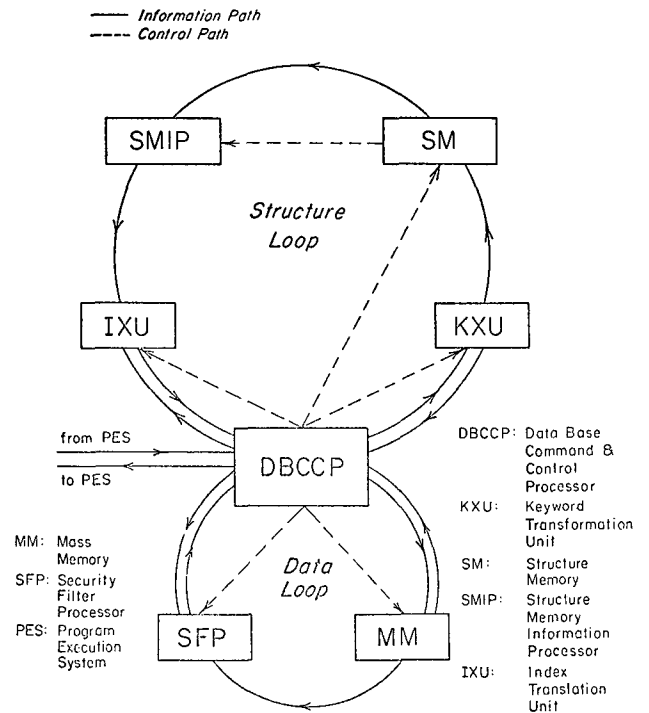 Information Path
Control Path
SMIP
SM
Structure
Loop
IXU
KXU
from PES
to PES
DBCCP
DBCCP: Data Base
Command &
Control
Processor
KXU: Keyword
Transformation
Unit
SM: Structure
Memory
SMIP: Structure
Memory
Information
Processor
IXU: Index
Translation
Unit
MM: Mass
Memory
SFP: Security
Filter
Processor
PES: Program
Execution
System
Data
Loop
SFP
MM